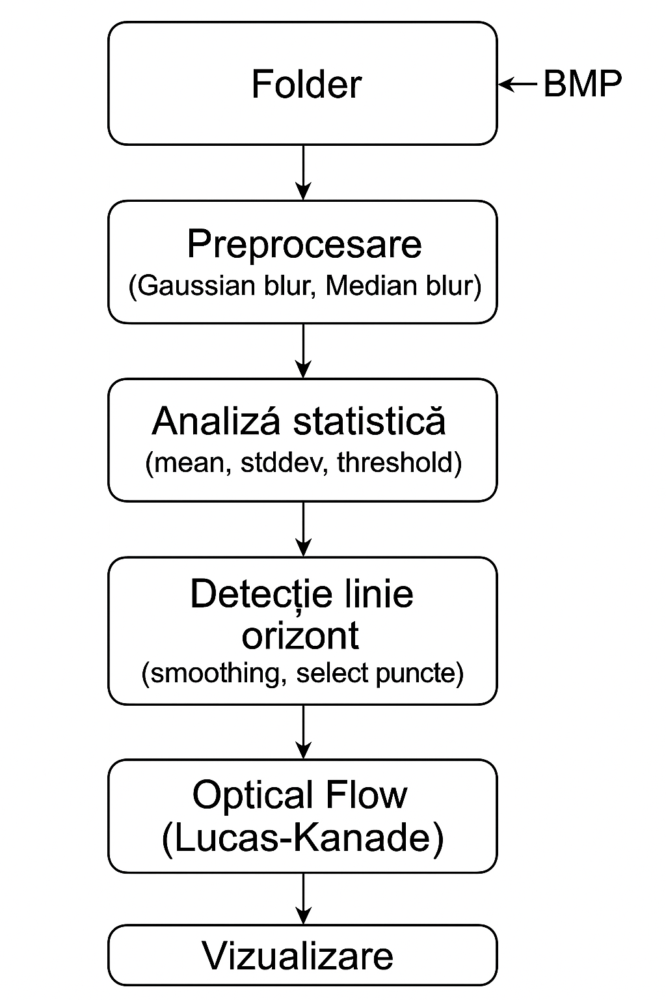 Folder
BMP
Preprocesare
(Gaussian blur, Median blur)
Analizá statistică
(mean, stddev, threshold)
Detecție linie
orizont
(smoothing, select puncte)
Optical Flow
(Lucas-Kanade)
Vizualizare